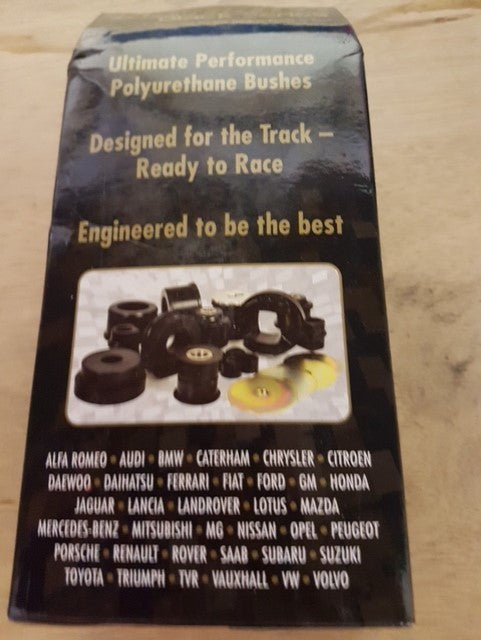 Ultimate Performance
Polyurethane Bushes
Designed for the Track –
Ready to Race
Engineered to be the best
ALFA ROMEO • AUDI • BMW • CATERHAM • CHRYSLER • CITROEN
DAEWOO • DAIHATSU • FERRARI • FIAT • FORD • GM • HONDA
JAGUAR • LANCIA • LANDROVER • LOTUS • MAZDA
MERCEDES-BENZ • MITSUBISHI • MG • NISSAN • OPEL • PEUGEOT
PORSCHE • RENAULT • ROVER • SAAB • SUBARU • SUZUKI
TOYOTA • TRIUMPH • TVR • VAUXHALL • VW • VOLVO